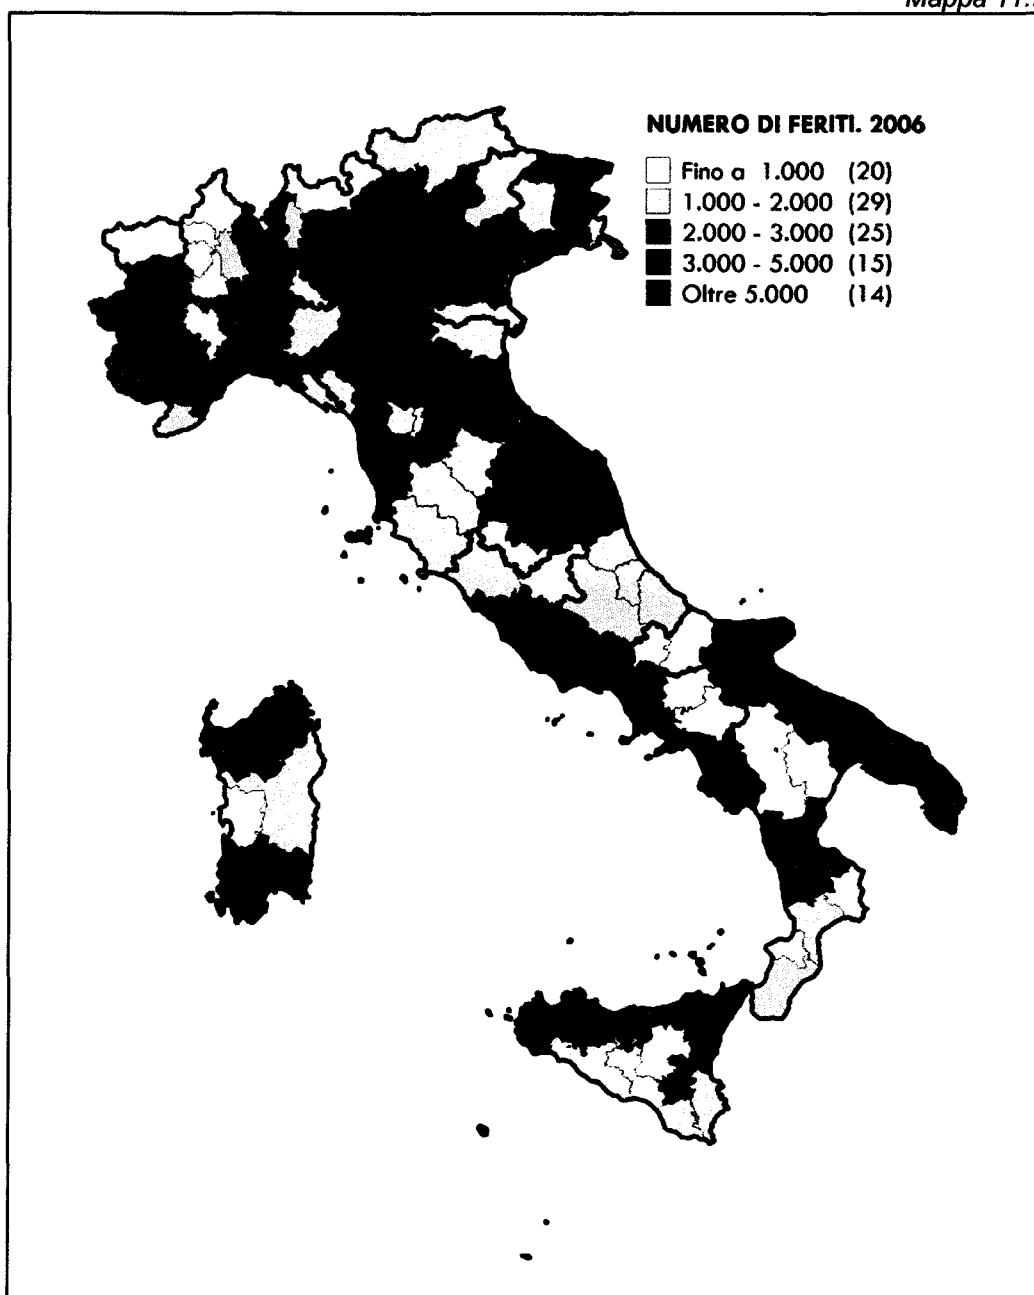 Mappa 11.
NUMERO DI FERITI. 2006
Fino a 1.000 (20)
1.000 - 2.000 (29)
2.000 - 3.000 (25)
3.000 - 5.000 (15)
Oltre 5.000 (14)